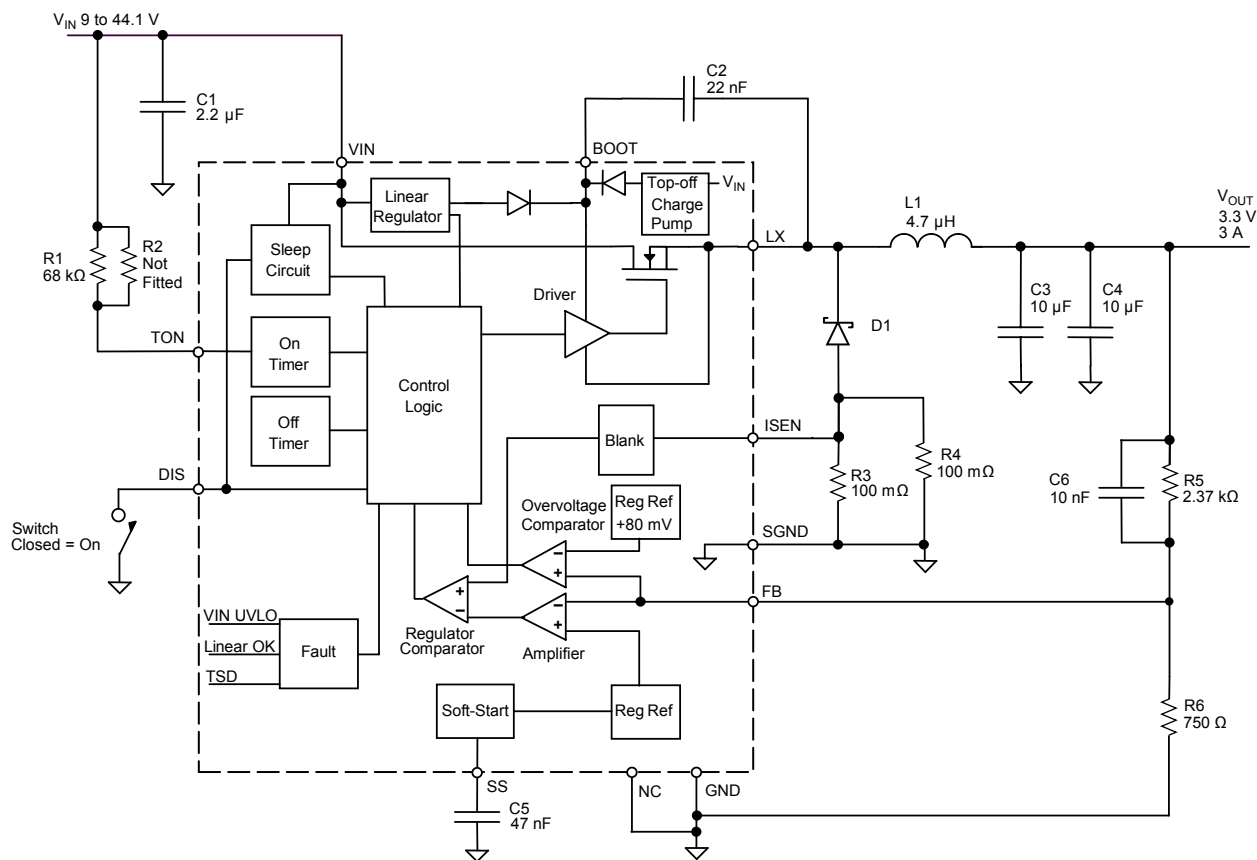 VIN 9 to 44.1 V
C1
2.2 μF
C2
22 nF
VIN
BOOT
Linear
Regulator
Top-off
Charge
Pump
VIN
LX
L1
4.7 μH
VOUT
3.3 V
3 A
R1
68 kΩ
R2
Not
Fitted
Sleep
Circuit
Driver
C3
10 μF
C4
10 μF
D1
TON
On
Timer
Control
Logic
Off
Timer
Blank
ISEN
R3
100 mΩ
R4
100 mΩ
C6
10 nF
R5
2.37 kΩ
DIS
Switch
Closed = On
Overvoltage
Comparator
Reg Ref
+80 mV
–
+
SGND
FB
+
–
Regulator
Comparator
–
+
Amplifier
VIN UVLO
Linear OK
TSD
Fault
Soft-Start
Reg Ref
R6
750 Ω
SS
NC
GND
C5
47 nF